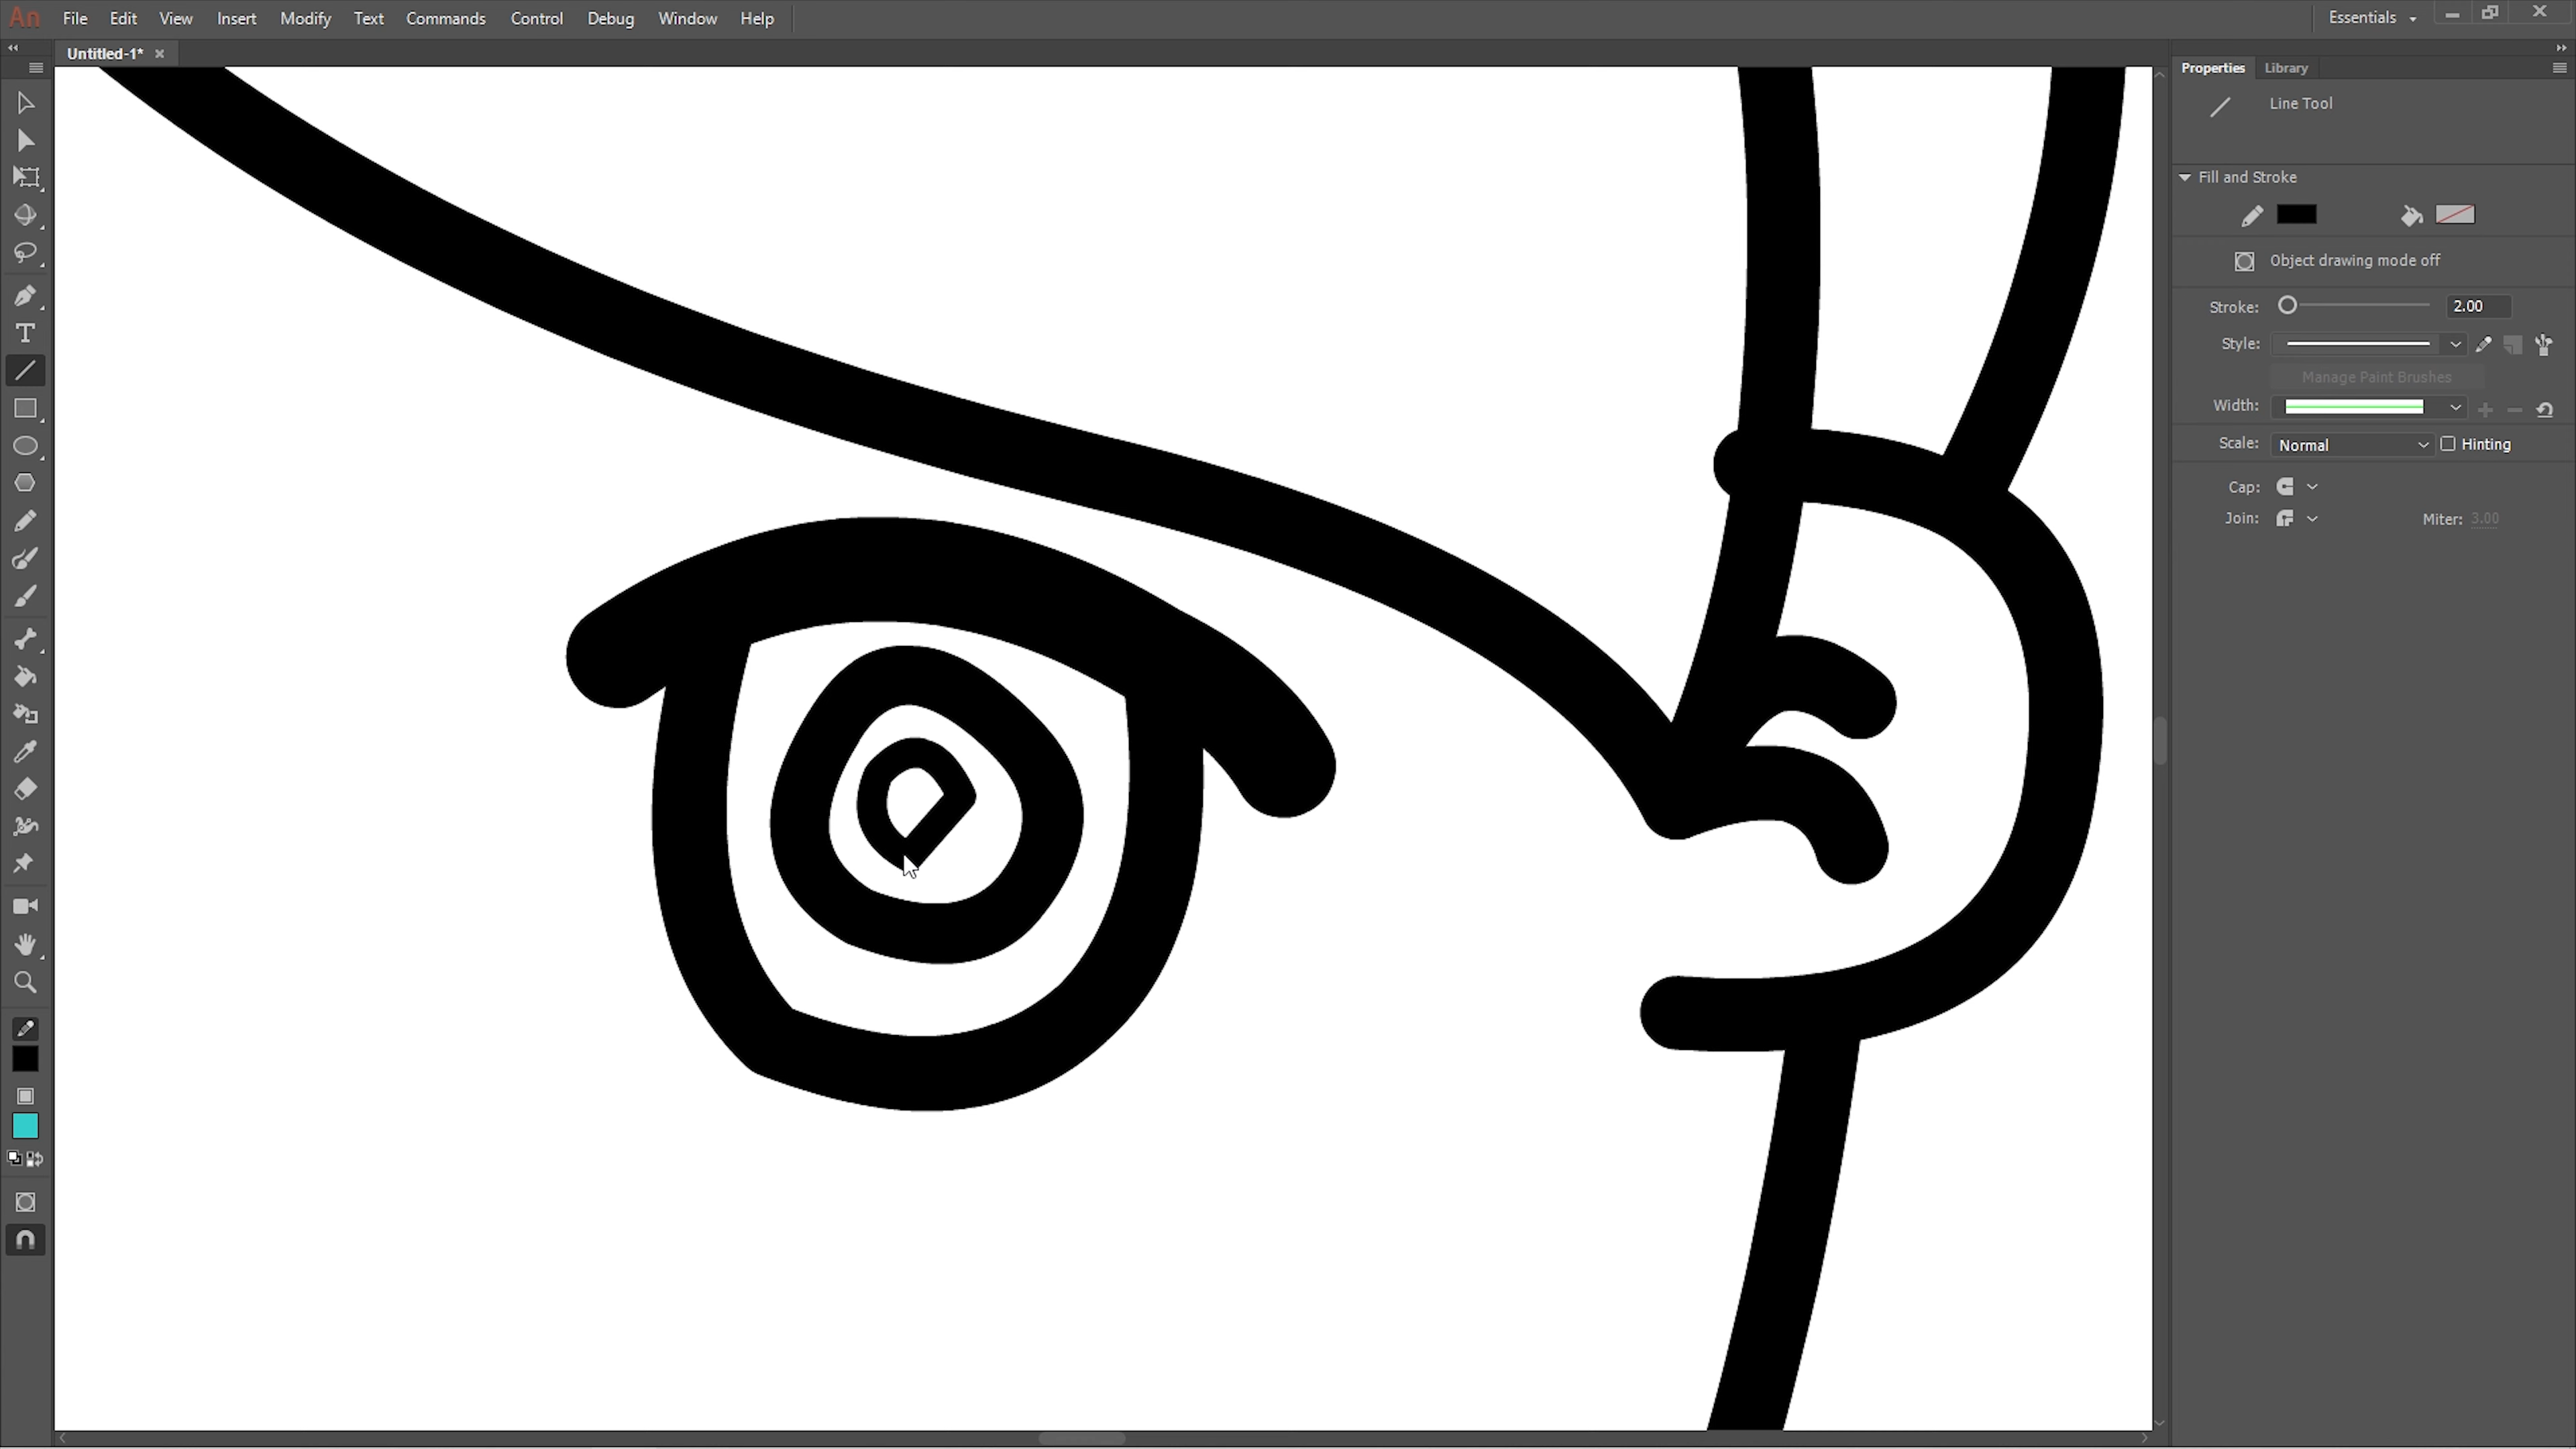 An File Edit View Insert Modify Text Commands Control Debug Window Help Essentials
Untitled-1*
Properties Library
Line Tool
Fill and Stroke
Object drawing mode off
Stroke: 2.00
Style:
Manage Paint Brushes
Width:
Scale: Normal Hinting
Cap:
Join: Miter: 3.00